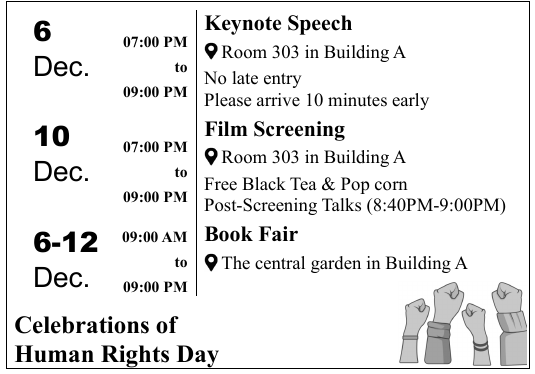 6
Dec.
07:00 PM
to
09:00 PM
Keynote Speech
Room 303 in Building A
No late entry
Please arrive 10 minutes early
10
Dec.
07:00 PM
to
09:00 PM
Film Screening
Room 303 in Building A
Free Black Tea & Pop corn
Post-Screening Talks (8:40PM-9:00PM)
6-12
Dec.
09:00 AM
to
09:00 PM
Book Fair
The central garden in Building A
Celebrations of
Human Rights Day